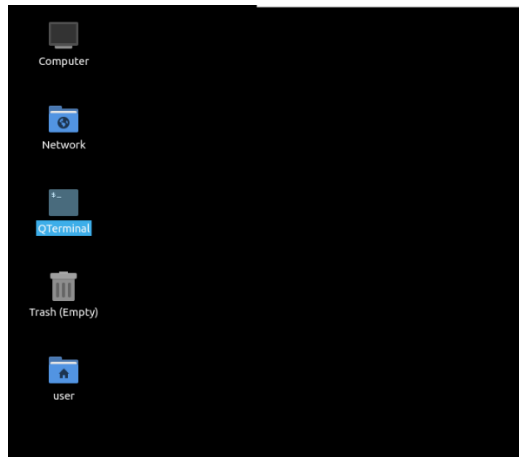 Computer
Network
$_
QTerminal
Trash (Empty)
user